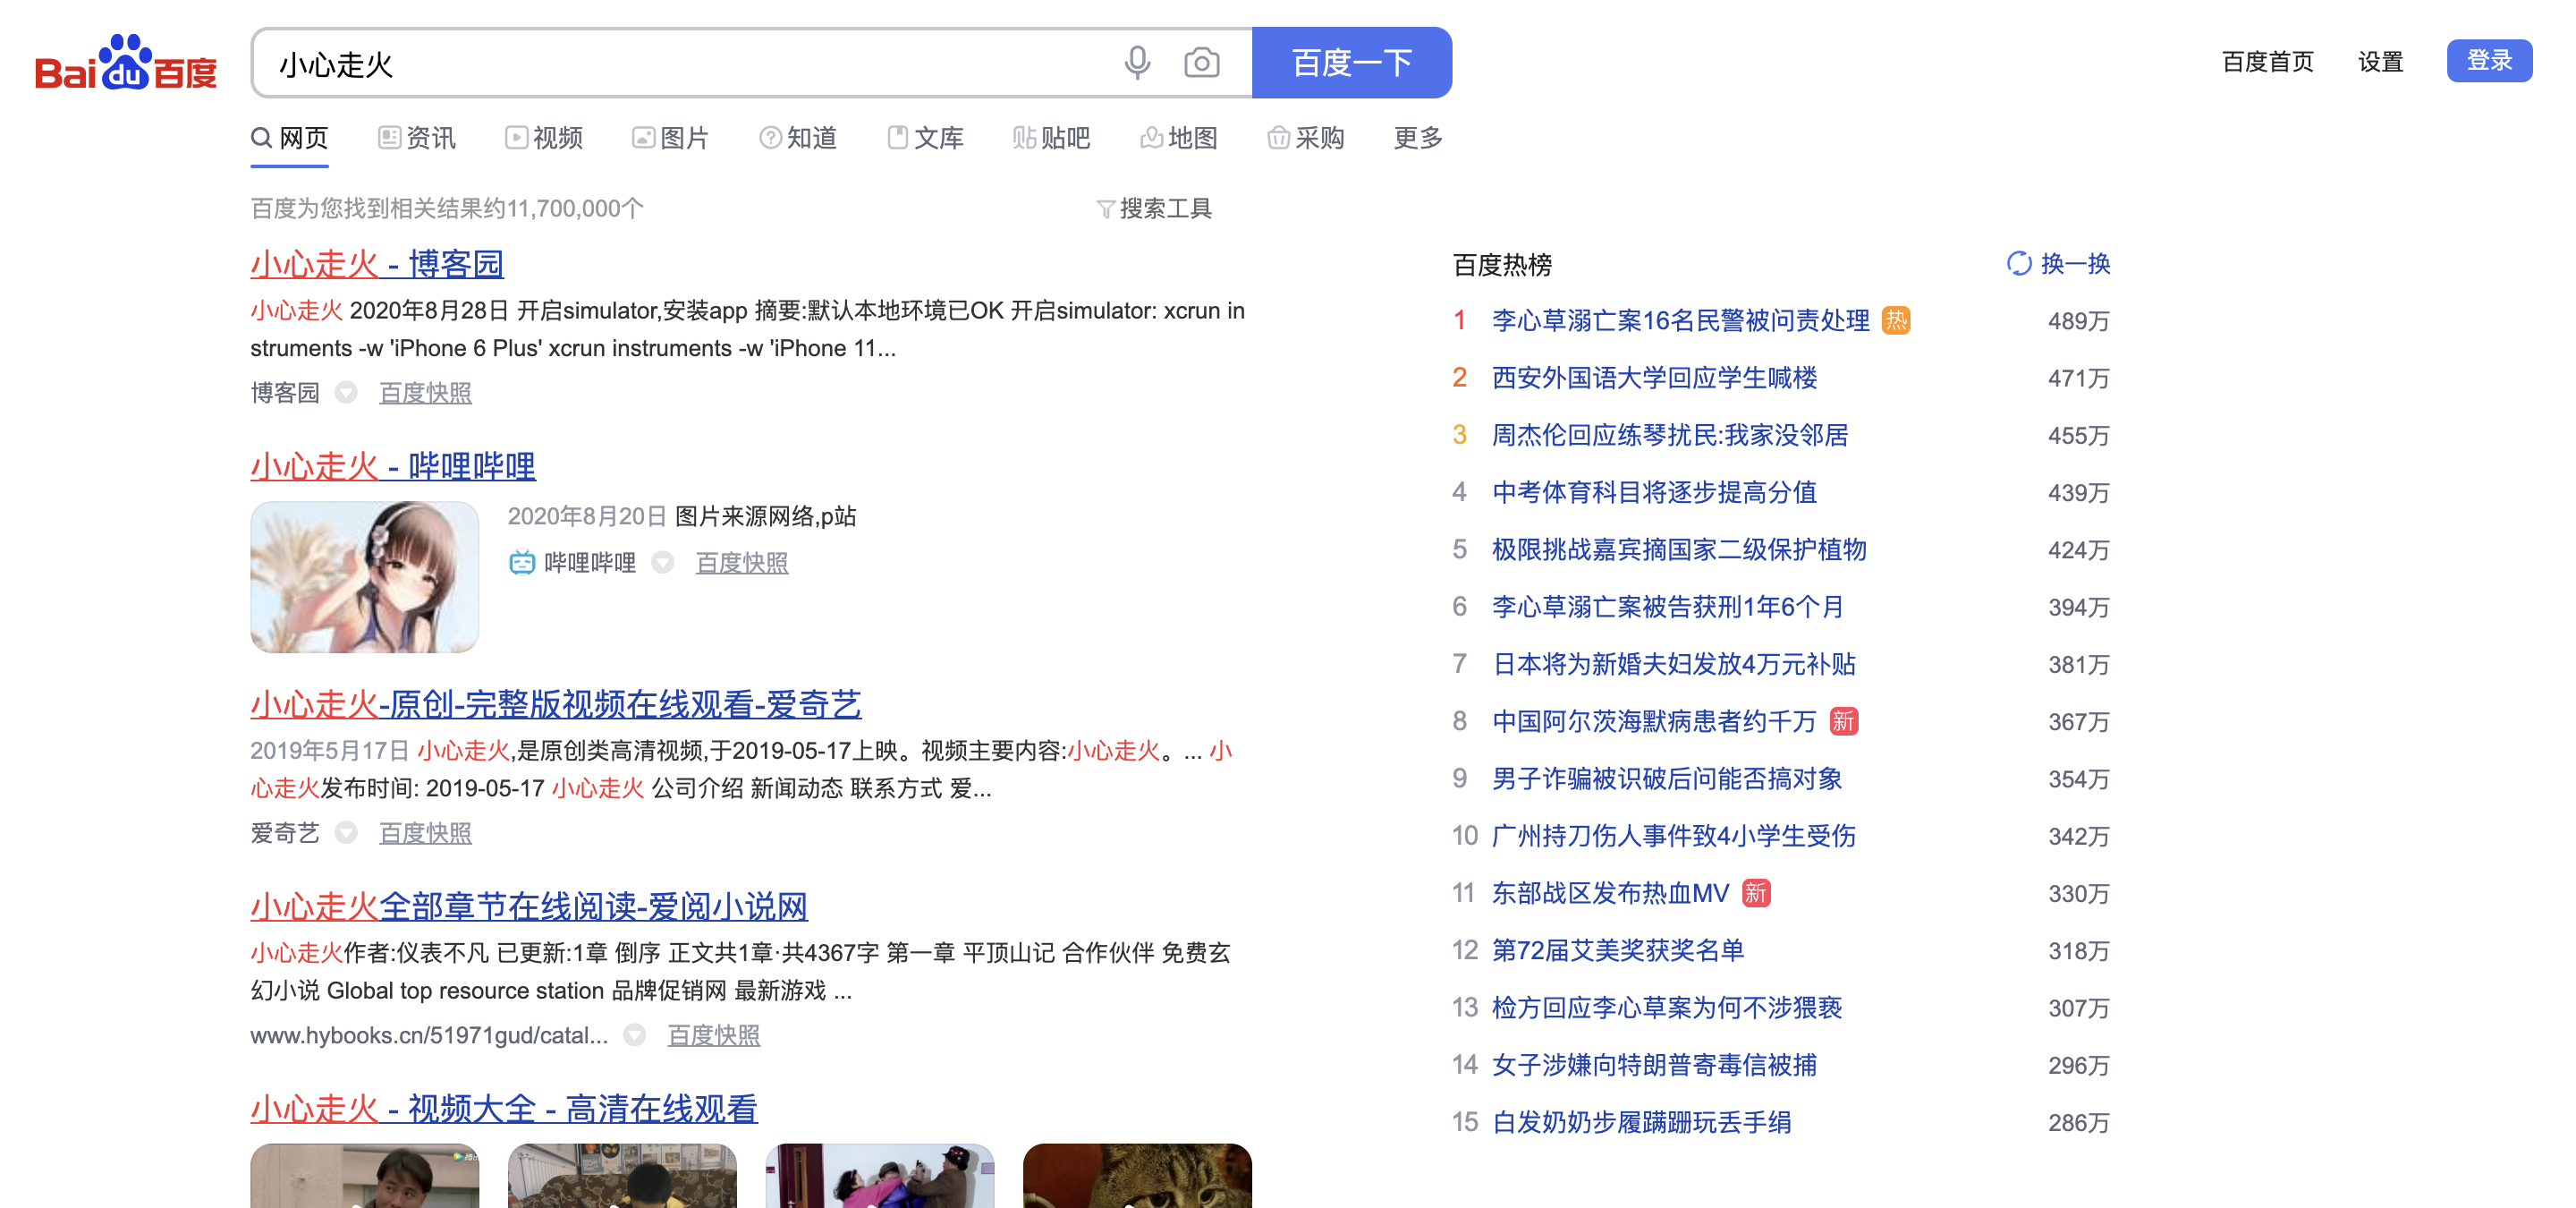 Bai du 百度
小心走火
百度一下
百度首页 设置 登录
网页 资讯 视频 图片 知道 文库 贴吧 地图 采购 更多
百度为您找到相关结果约11,700,000个
搜索工具
小心走火 - 博客园
小心走火 2020年8月28日 开启simulator,安装app 摘要:默认本地环境已OK 开启simulator: xcrun in
struments -w 'iPhone 6 Plus' xcrun instruments -w 'iPhone 11...
博客园 百度快照
小心走火 - 哔哩哔哩
2020年8月20日 图片来源网络,p站
哔哩哔哩 百度快照
小心走火-原创-完整版视频在线观看-爱奇艺
2019年5月17日 小心走火,是原创类高清视频,于2019-05-17上映。视频主要内容:小心走火。... 小
心走火发布时间: 2019-05-17 小心走火 公司介绍 新闻动态 联系方式 爱...
爱奇艺 百度快照
小心走火全部章节在线阅读-爱阅小说网
小心走火作者:仪表不凡 已更新:1章 倒序 正文共1章·共4367字 第一章 平顶山记 合作伙伴 免费玄
幻小说 Global top resource station 品牌促销网 最新游戏 ...
www.hybooks.cn/51971gud/catal... 百度快照
小心走火 - 视频大全 - 高清在线观看
百度热榜 换一换
1 李心草溺亡案16名民警被问责处理 热 489万
2 西安外国语大学回应学生喊楼 471万
3 周杰伦回应练琴扰民:我家没邻居 455万
4 中考体育科目将逐步提高分值 439万
5 极限挑战嘉宾摘国家二级保护植物 424万
6 李心草溺亡案被告获刑1年6个月 394万
7 日本将为新婚夫妇发放4万元补贴 381万
8 中国阿尔茨海默病患者约千万 新 367万
9 男子诈骗被识破后问能否搞对象 354万
10 广州持刀伤人事件致4小学生受伤 342万
11 东部战区发布热血MV 新 330万
12 第72届艾美奖获奖名单 318万
13 检方回应李心草案为何不涉猥亵 307万
14 女子涉嫌向特朗普寄毒信被捕 296万
15 白发奶奶步履蹒跚玩丢手绢 286万